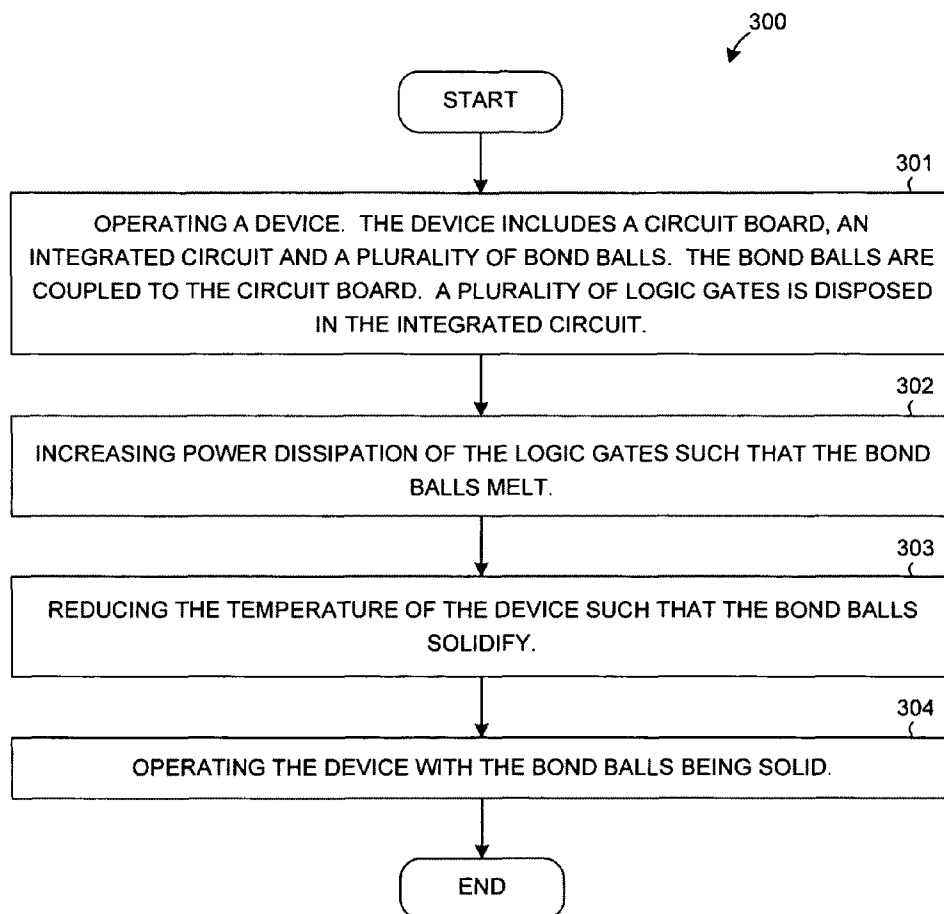 300
START
301
OPERATING A DEVICE. THE DEVICE INCLUDES A CIRCUIT BOARD, AN
INTEGRATED CIRCUIT AND A PLURALITY OF BOND BALLS. THE BOND BALLS ARE
COUPLED TO THE CIRCUIT BOARD. A PLURALITY OF LOGIC GATES IS DISPOSED
IN THE INTEGRATED CIRCUIT.
302
INCREASING POWER DISSIPATION OF THE LOGIC GATES SUCH THAT THE BOND
BALLS MELT.
303
REDUCING THE TEMPERATURE OF THE DEVICE SUCH THAT THE BOND BALLS
SOLIDIFY.
304
OPERATING THE DEVICE WITH THE BOND BALLS BEING SOLID.
END